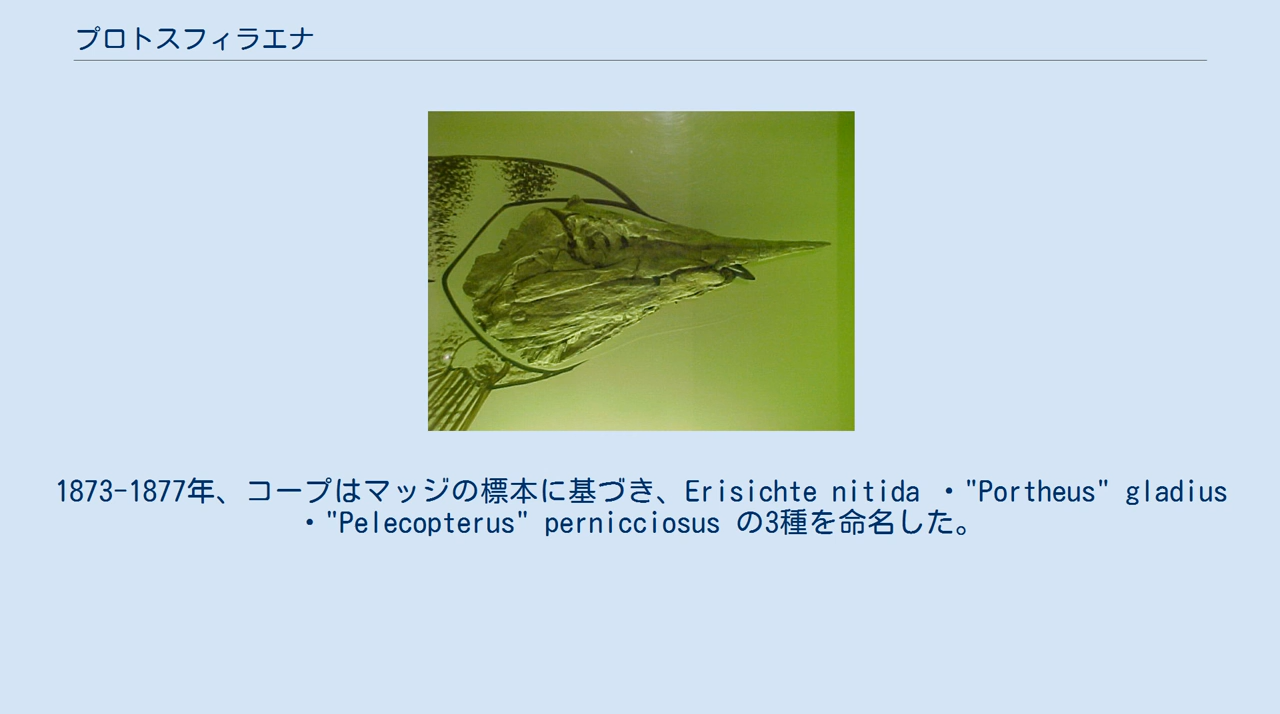 プロトスフィラエナ
1873-1877年、コープはマッジの標本に基づき、Erisichte nitida ・"Portheus" gladius
・"Pelecopterus" pernicciosus の3種を命名した。